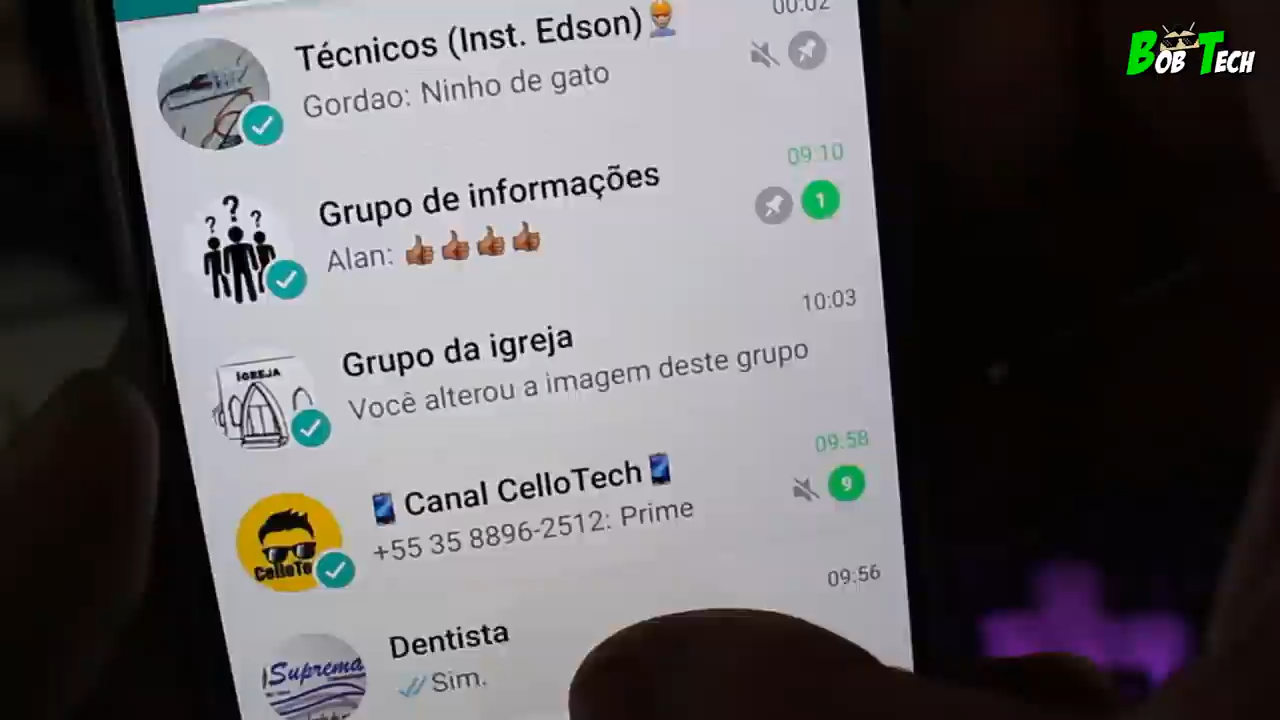 BOB TECH
Técnicos (Inst. Edson)
00:02
Gordao: Ninho de gato
Grupo de informações
09:10
Alan: 👍🏽👍🏽👍🏽👍🏽
1
? ? ?
Grupo da igreja
10:03
Você alterou a imagem deste grupo
IGREJA
Canal CelloTech
09:58
+55 35 8896-2512: Prime
9
CelloTe
Dentista
09:56
Sim.
Suprema